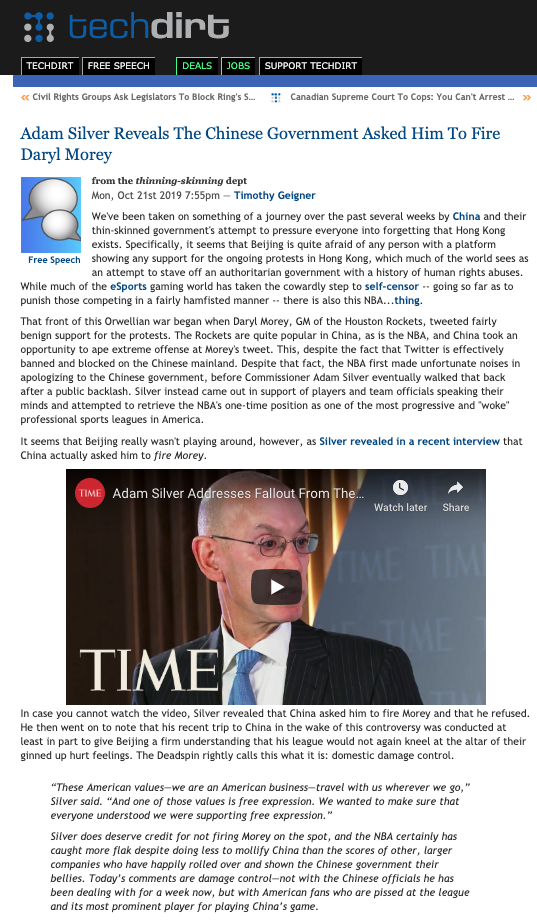 techdirt
TECHDIRT FREE SPEECH DEALS JOBS SUPPORT TECHDIRT
« Civil Rights Groups Ask Legislators To Block Ring's S... Canadian Supreme Court To Cops: You Can't Arrest ... »
Adam Silver Reveals The Chinese Government Asked Him To Fire
Daryl Morey
from the thinning-skinning dept
Mon, Oct 21st 2019 7:55pm — Timothy Geigner
Free Speech
We've been taken on something of a journey over the past several weeks by China and their
thin-skinned government's attempt to pressure everyone into forgetting that Hong Kong
exists. Specifically, it seems that Beijing is quite afraid of any person with a platform
showing any support for the ongoing protests in Hong Kong, which much of the world sees as
an attempt to stave off an authoritarian government with a history of human rights abuses.
While much of the eSports gaming world has taken the cowardly step to self-censor -- going so far as to
punish those competing in a fairly hamfisted manner -- there is also this NBA...thing.
That front of this Orwellian war began when Daryl Morey, GM of the Houston Rockets, tweeted fairly
benign support for the protests. The Rockets are quite popular in China, as is the NBA, and China took an
opportunity to ape extreme offense at Morey's tweet. This, despite the fact that Twitter is effectively
banned and blocked on the Chinese mainland. Despite that fact, the NBA first made unfortunate noises in
apologizing to the Chinese government, before Commissioner Adam Silver eventually walked that back
after a public backlash. Silver instead came out in support of players and team officials speaking their
minds and attempted to retrieve the NBA's one-time position as one of the most progressive and "woke"
professional sports leagues in America.
It seems that Beijing really wasn't playing around, however, as Silver revealed in a recent interview that
China actually asked him to fire Morey.
TIME Adam Silver Addresses Fallout From The... Watch later Share
TIME TIME
TIME
In case you cannot watch the video, Silver revealed that China asked him to fire Morey and that he refused.
He then went on to note that his recent trip to China in the wake of this controversy was conducted at
least in part to give Beijing a firm understanding that his league would not again kneel at the altar of their
ginned up hurt feelings. The Deadspin rightly calls this what it is: domestic damage control.
“These American values—we are an American business—travel with us wherever we go,”
Silver said. “And one of those values is free expression. We wanted to make sure that
everyone understood we were supporting free expression.”
Silver does deserve credit for not firing Morey on the spot, and the NBA certainly has
caught more flak despite doing less to mollify China than the scores of other, larger
companies who have happily rolled over and shown the Chinese government their
bellies. Today’s comments are damage control—not with the Chinese officials he has
been dealing with for a week now, but with American fans who are pissed at the league
and its most prominent player for playing China’s game.